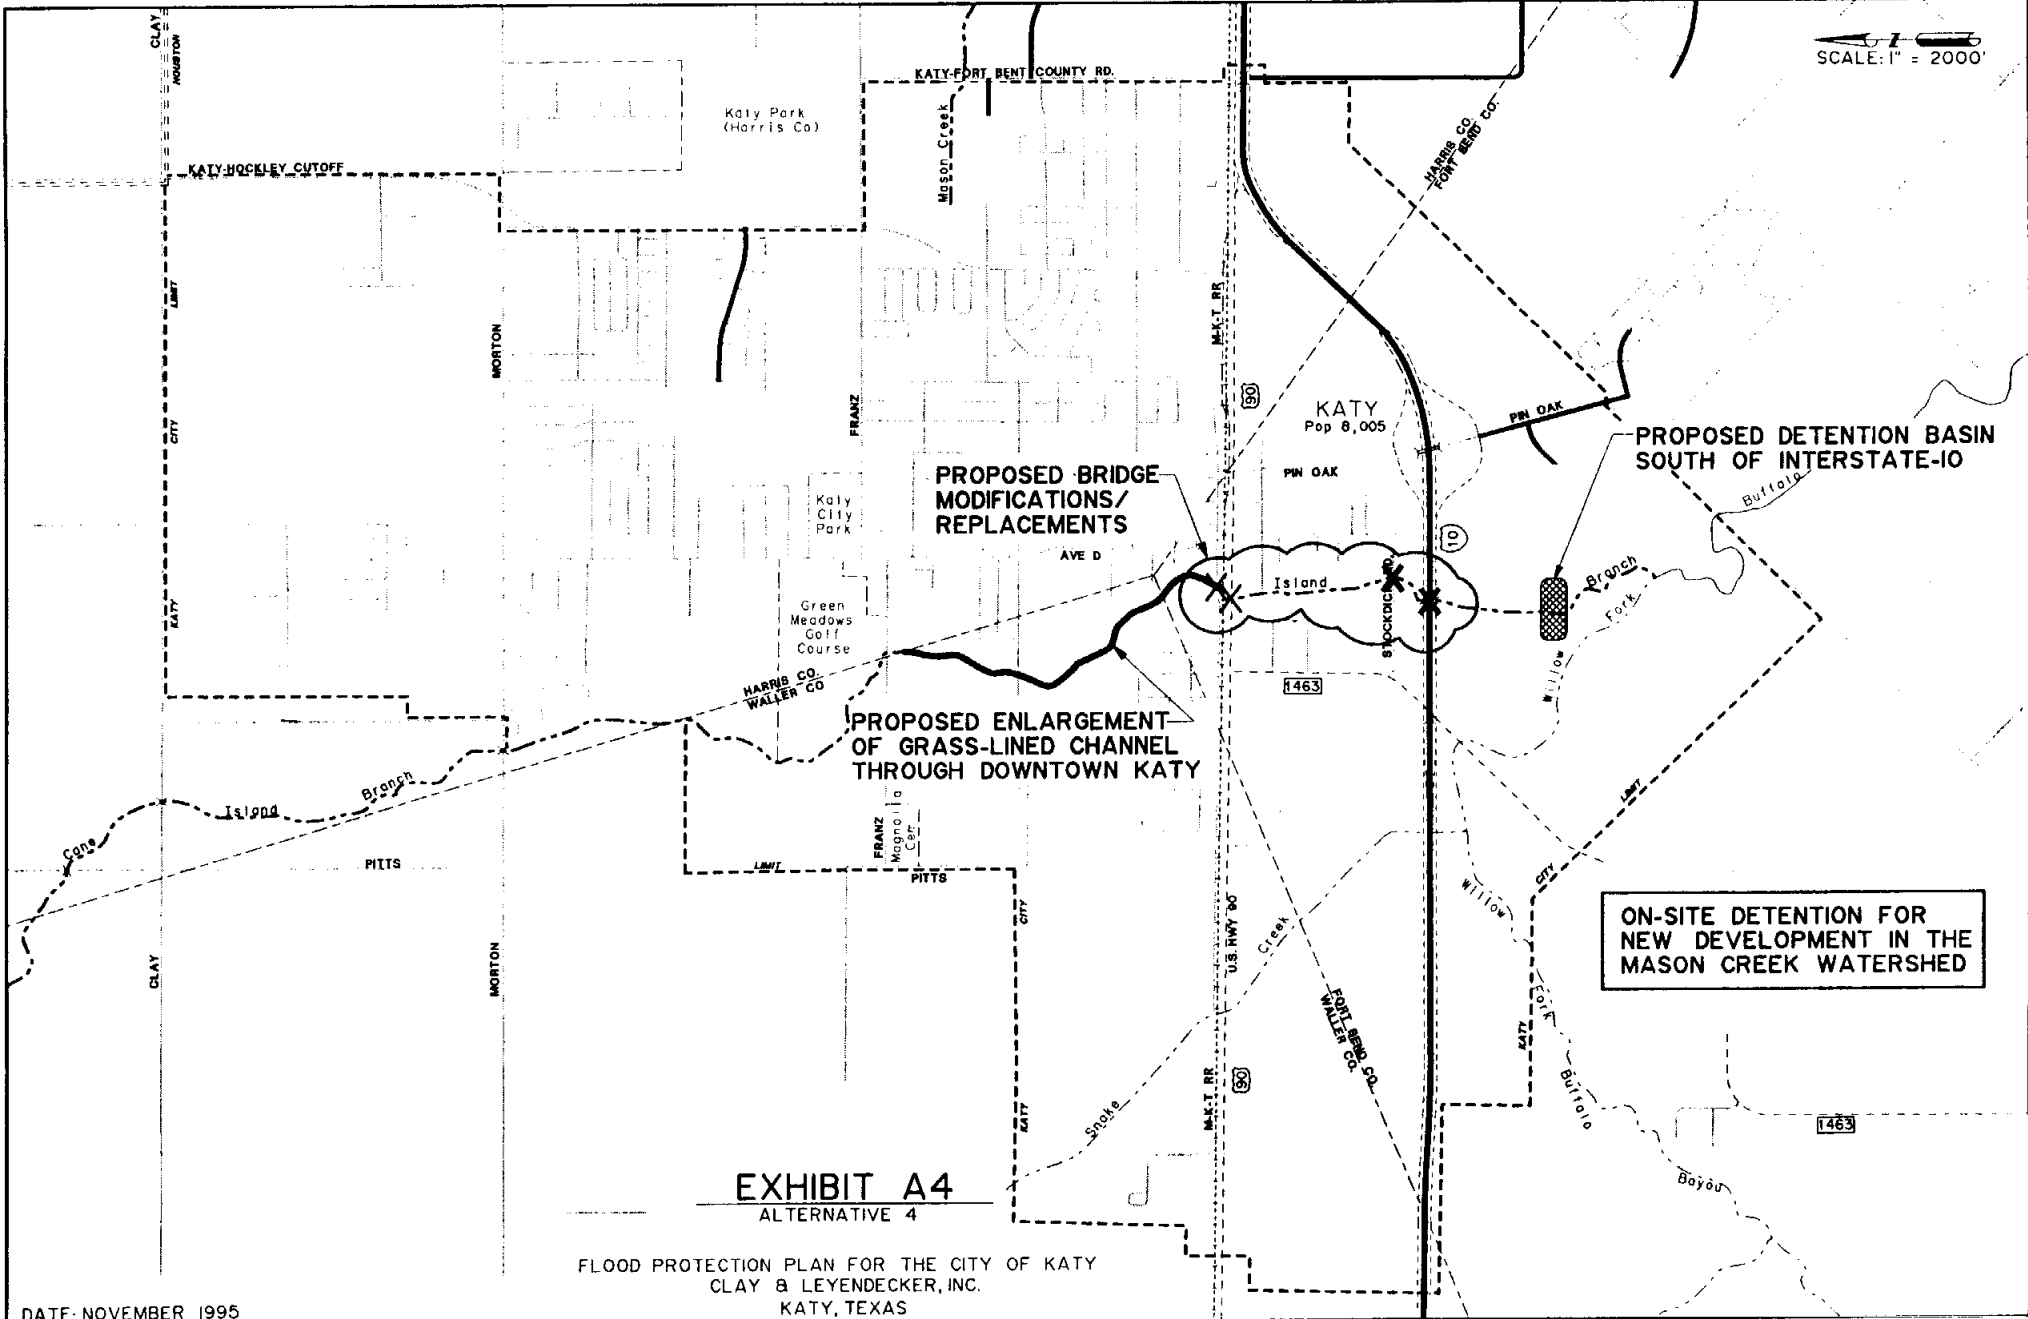 CLAY
HOUSTON
SCALE: 1" = 2000'
KATY-FORT BENT COUNTY RD.
Katy Park
(Harris Co)
Mason Creek
HARRIS CO.
FORT BEND CO.
KATY-HOCKLEY CUTOFF
LIMIT
CITY
KATY
MORTON
FRANZ
M-K-T RR
90
KATY
Pop 8,005
PIN OAK
PIN OAK
PROPOSED DETENTION BASIN
SOUTH OF INTERSTATE-10
PROPOSED BRIDGE
MODIFICATIONS/
REPLACEMENTS
Katy
City
Park
AVE D
Buffalo
10
Island
STOCKDICK RD.
Branch
Fork
Willow
Green
Meadows
Golf
Course
HARRIS CO.
WALLER CO
1463
PROPOSED ENLARGEMENT
OF GRASS-LINED CHANNEL
THROUGH DOWNTOWN KATY
Cane
Island
Branch
PITTS
FRANZ
Magnolia
Cem
LIMIT
PITTS
LIMIT
CITY
KATY
Willow
Fork
Buffalo
Bayou
CITY
KATY
CLAY
MORTON
U.S. HWY 90
Creek
Snake
M-K-T RR
90
FORT BEND CO.
WALLER CO.
ON-SITE DETENTION FOR
NEW DEVELOPMENT IN THE
MASON CREEK WATERSHED
1463
EXHIBIT A4
ALTERNATIVE 4
FLOOD PROTECTION PLAN FOR THE CITY OF KATY
CLAY & LEYENDECKER, INC.
KATY, TEXAS
DATE: NOVEMBER 1995